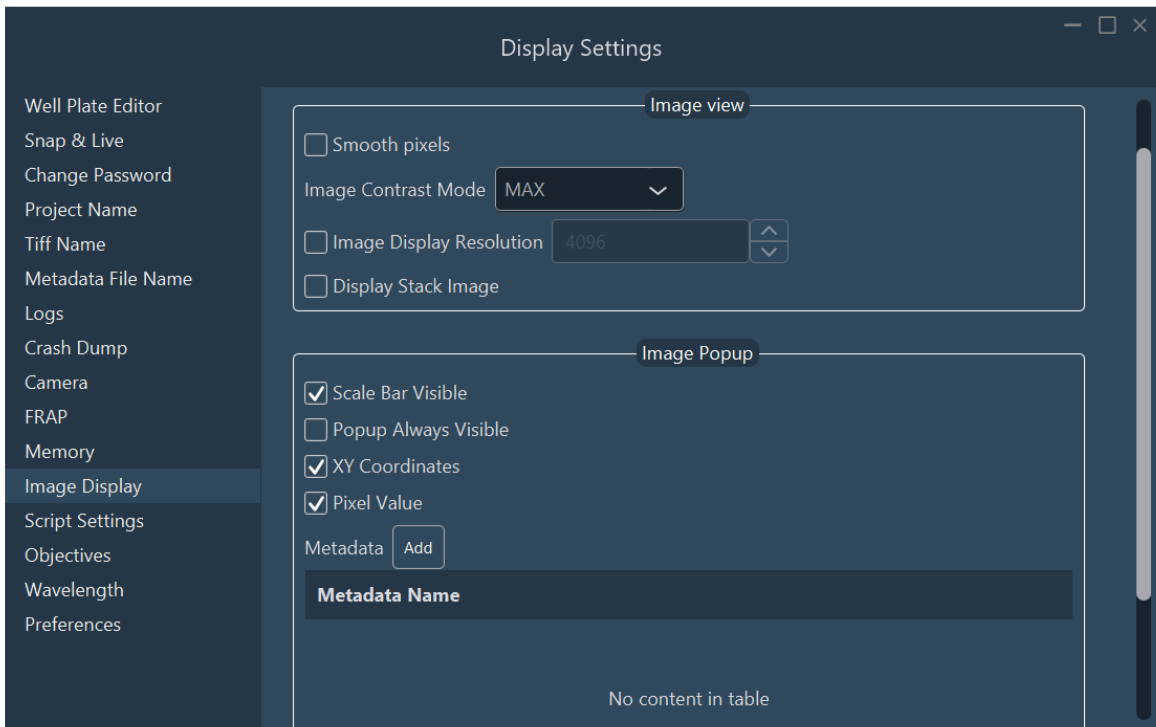 Display Settings
Well Plate Editor
Snap & Live
Change Password
Project Name
Tiff Name
Metadata File Name
Logs
Crash Dump
Camera
FRAP
Memory
Image Display
Script Settings
Objectives
Wavelength
Preferences
Image view
Smooth pixels
Image Contrast Mode MAX
Image Display Resolution 4096
Display Stack Image
Image Popup
Scale Bar Visible
Popup Always Visible
XY Coordinates
Pixel Value
Metadata Add
Metadata Name
No content in table